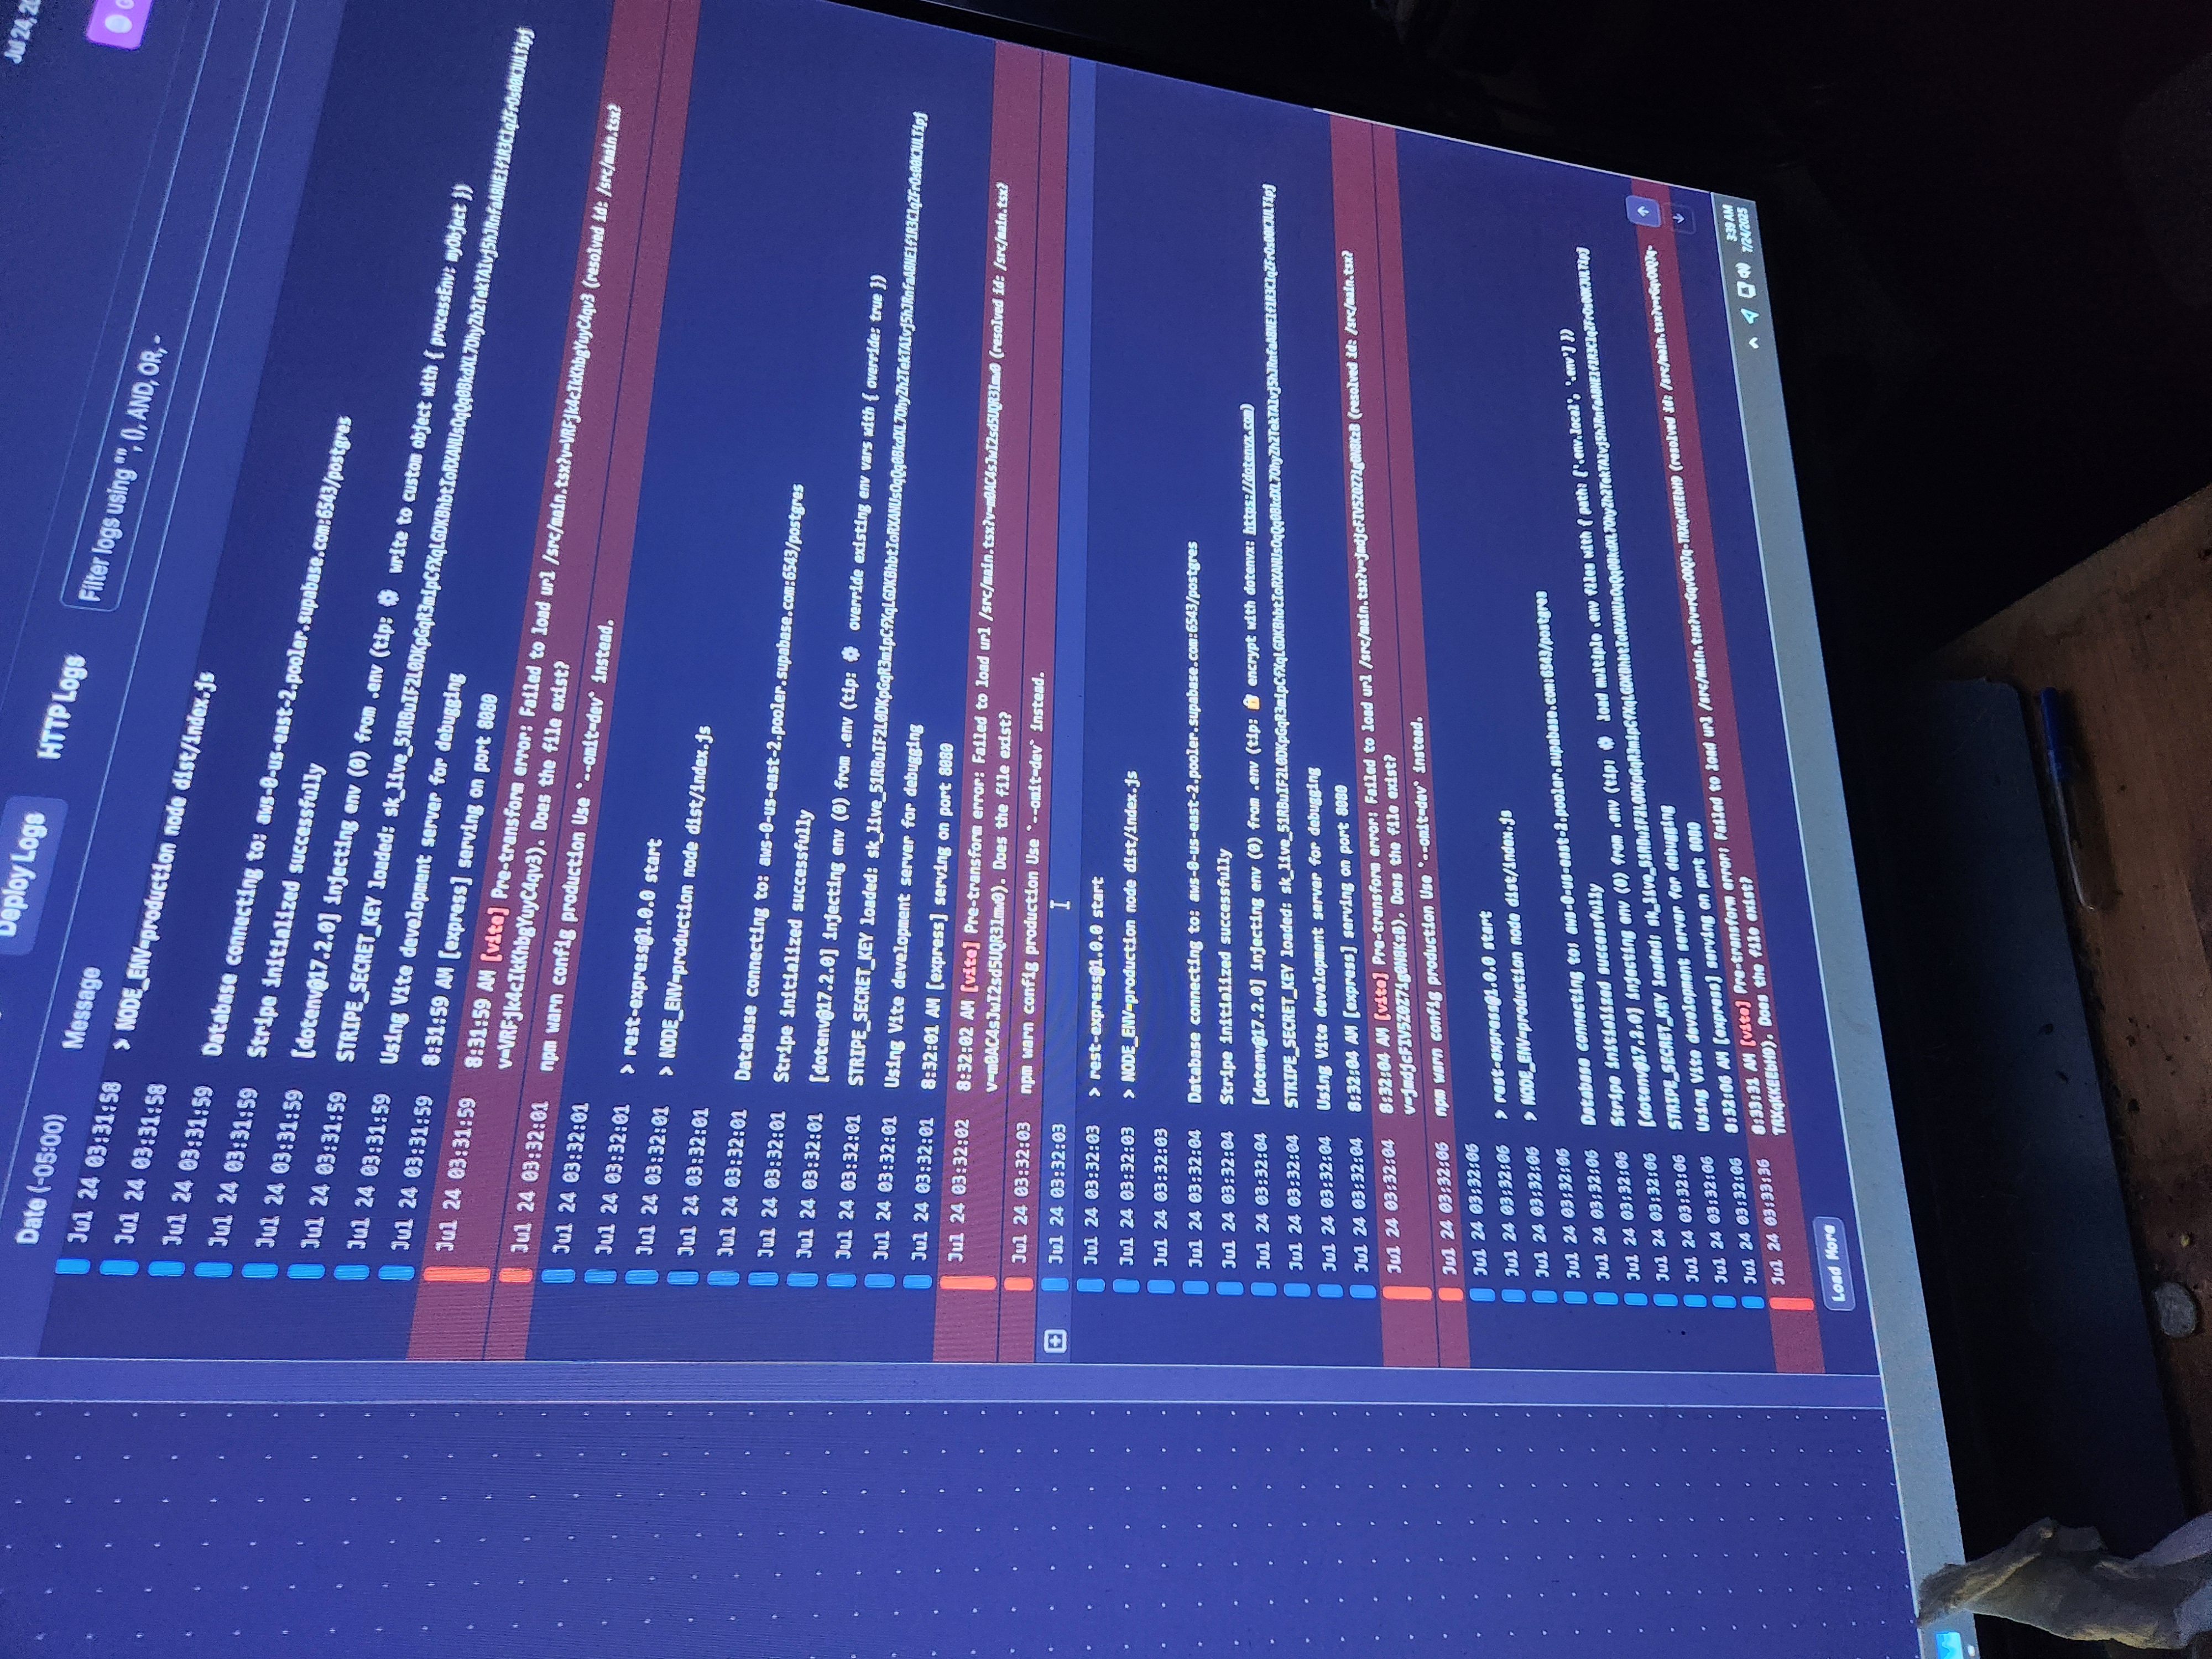 Deploy Logs
HTTP Logs
Filter logs using "", (), AND, OR, -
Date (-05:00) Message
Jul 24 03:31:58 > NODE_ENV=production node dist/index.js
Jul 24 03:31:58
Jul 24 03:31:59 Database connecting to: aws-0-us-east-2.pooler.supabase.com:6543/postgres
Jul 24 03:31:59 Stripe initialized successfully
Jul 24 03:31:59 [dotenv@17.2.0] injecting env (0) from .env (tip: ⚙ write to custom object with { processEnv: myObject })
Jul 24 03:31:59 STRIPE_SECRET_KEY loaded:
Jul 24 03:31:59 Using Vite development server for debugging
Jul 24 03:31:59 8:31:59 AM [express] serving on port 8080
Jul 24 03:31:59 8:31:59 AM [vite] Pre-transform error: Failed to load url /src/main.tsx?v=VRFjk4cIkKhbgYuyC4qv3 (resolved id: /src/main.tsx?
v=VRFjk4cIkKhbgYuyC4qv3). Does the file exist?
Jul 24 03:32:01 npm warn config production Use `--omit=dev` instead.
Jul 24 03:32:01
Jul 24 03:32:01 > rest-express@1.0.0 start
Jul 24 03:32:01 > NODE_ENV=production node dist/index.js
Jul 24 03:32:01
Jul 24 03:32:01 Database connecting to: aws-0-us-east-2.pooler.supabase.com:6543/postgres
Jul 24 03:32:01 Stripe initialized successfully
Jul 24 03:32:01 [dotenv@17.2.0] injecting env (0) from .env (tip: ⚙ override existing env vars with { override: true })
Jul 24 03:32:01 STRIPE_SECRET_KEY loaded:
Jul 24 03:32:01 Using Vite development server for debugging
Jul 24 03:32:01 8:32:01 AM [express] serving on port 8080
Jul 24 03:32:02 8:32:02 AM [vite] Pre-transform error: Failed to load url /src/main.tsx?v=m0AC4sJwI2sd5UQR31mw0 (resolved id: /src/main.tsx?
v=m0AC4sJwI2sd5UQR31mw0). Does the file exist?
Jul 24 03:32:03 npm warn config production Use `--omit=dev` instead.
Jul 24 03:32:03
Jul 24 03:32:03 > rest-express@1.0.0 start
Jul 24 03:32:03 > NODE_ENV=production node dist/index.js
Jul 24 03:32:03
Jul 24 03:32:04 Database connecting to: aws-0-us-east-2.pooler.supabase.com:6543/postgres
Jul 24 03:32:04 Stripe initialized successfully
Jul 24 03:32:04 [dotenv@17.2.0] injecting env (0) from .env (tip: 🔐 encrypt with dotenvx: https://dotenvx.com)
Jul 24 03:32:04 STRIPE_SECRET_KEY loaded:
Jul 24 03:32:04 Using Vite development server for debugging
Jul 24 03:32:04 8:32:04 AM [express] serving on port 8080
Jul 24 03:32:04 8:32:04 AM [vite] Pre-transform error: Failed to load url /src/main.tsx?v=jmdjcFIV5Z0Z7ig0N8KzB (resolved id: /src/main.tsx?
v=jmdjcFIV5Z0Z7ig0N8KzB). Does the file exist?
Jul 24 03:32:06 npm warn config production Use `--omit=dev` instead.
Jul 24 03:32:06
Jul 24 03:32:06 > rest-express@1.0.0 start
Jul 24 03:32:06 > NODE_ENV=production node dist/index.js
Jul 24 03:32:06
Jul 24 03:32:06 Database connecting to: aws-0-us-east-2.pooler.supabase.com:6543/postgres
Jul 24 03:32:06 Stripe initialized successfully
Jul 24 03:32:06 [dotenv@17.2.0] injecting env (0) from .env (tip: ⚙ load multiple .env files with { path: ['.env.local', '.env'] })
Jul 24 03:32:06 STRIPE_SECRET_KEY loaded:
Jul 24 03:32:06 Using Vite development server for debugging
Jul 24 03:32:06 8:32:06 AM [express] serving on port 8080
Jul 24 03:33:36 8:33:31 AM [vite] Pre-transform error: Failed to load url (resolved id:
Does the file exist?
Load More
3:39 AM
7/24/2025